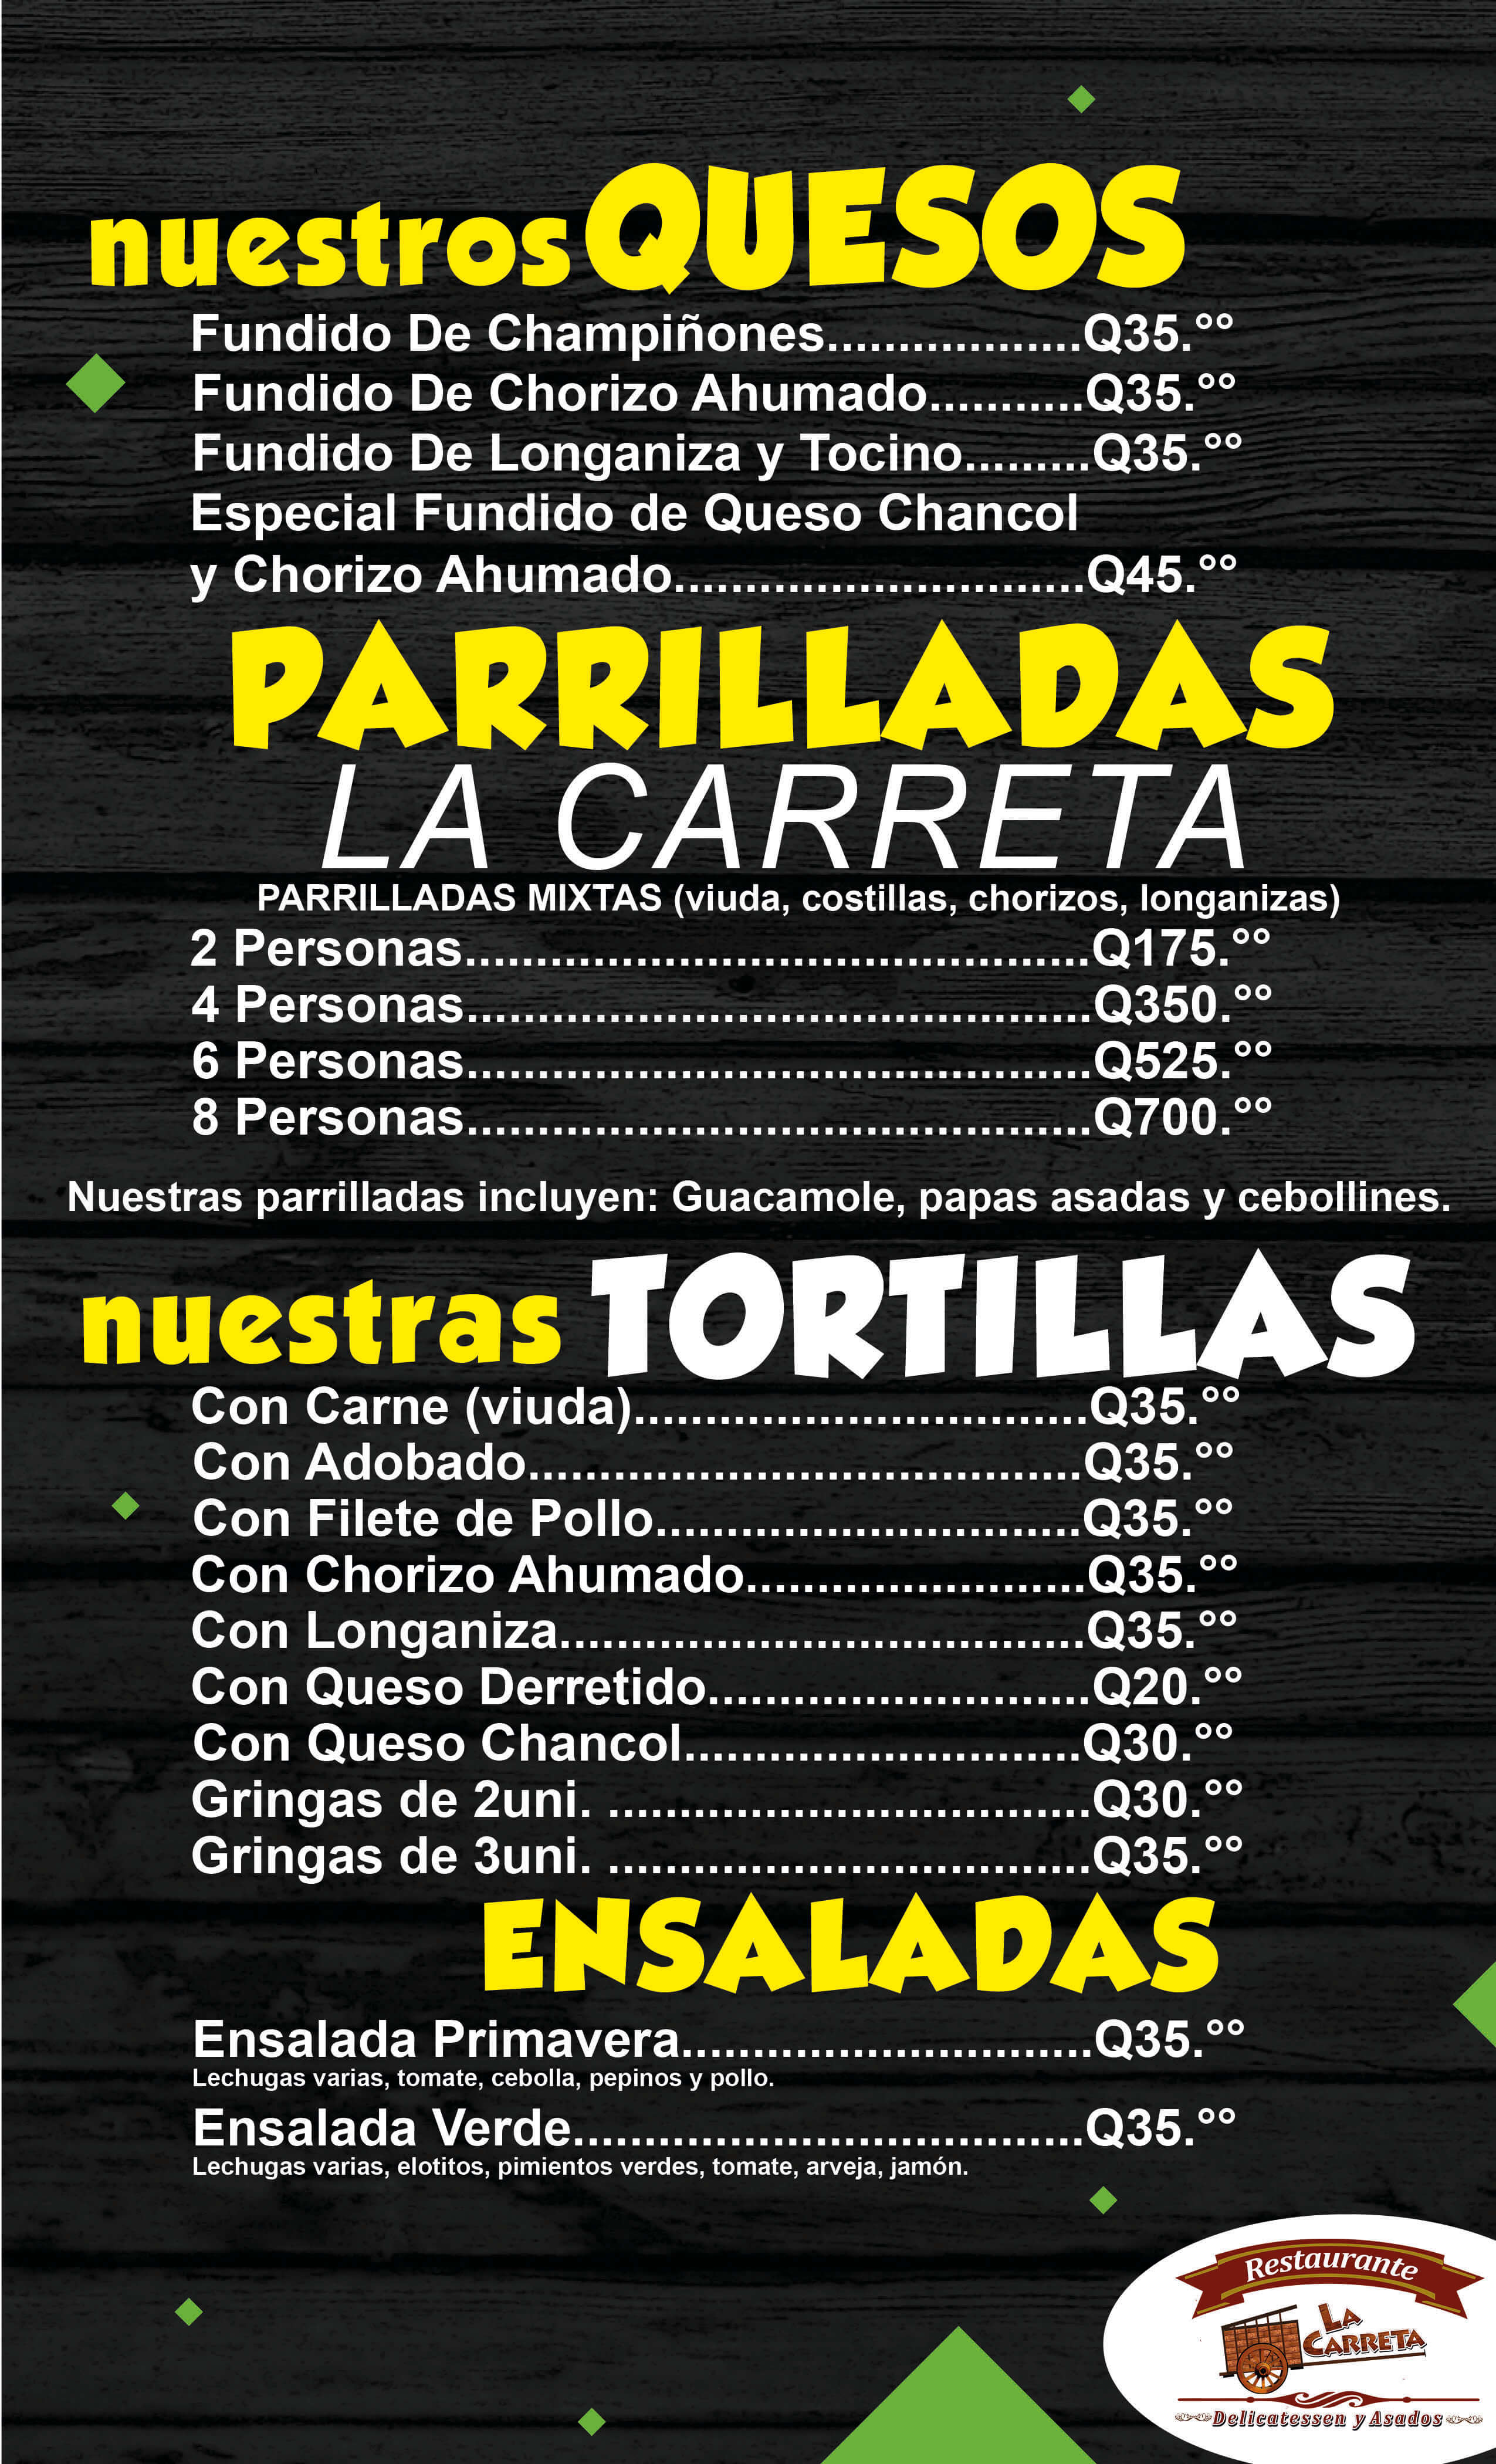 nuestros QUESOS
Fundido De Champiñones..................Q35.°°
Fundido De Chorizo Ahumado...........Q35.°°
Fundido De Longaniza y Tocino.........Q35.°°
Especial Fundido de Queso Chancol
y Chorizo Ahumado.............................Q45.°°
PARRILLADAS
LA CARRETA
PARRILLADAS MIXTAS (viuda, costillas, chorizos, longanizas)
2 Personas............................................Q175.°°
4 Personas............................................Q350.°°
6 Personas............................................Q525.°°
8 Personas............................................Q700.°°
Nuestras parrilladas incluyen: Guacamole, papas asadas y cebollines.
nuestras TORTILLAS
Con Carne (viuda)................................Q35.°°
Con Adobado.......................................Q35.°°
Con Filete de Pollo..............................Q35.°°
Con Chorizo Ahumado........................Q35.°°
Con Longaniza.....................................Q35.°°
Con Queso Derretido...........................Q20.°°
Con Queso Chancol............................Q30.°°
Gringas de 2uni. ..................................Q30.°°
Gringas de 3uni. ..................................Q35.°°
ENSALADAS
Ensalada Primavera.............................Q35.°°
Lechugas varias, tomate, cebolla, pepinos y pollo.
Ensalada Verde....................................Q35.°°
Lechugas varias, elotitos, pimientos verdes, tomate, arveja, jamón.
Restaurante
LA
CARRETA
Delicatessen y Asados